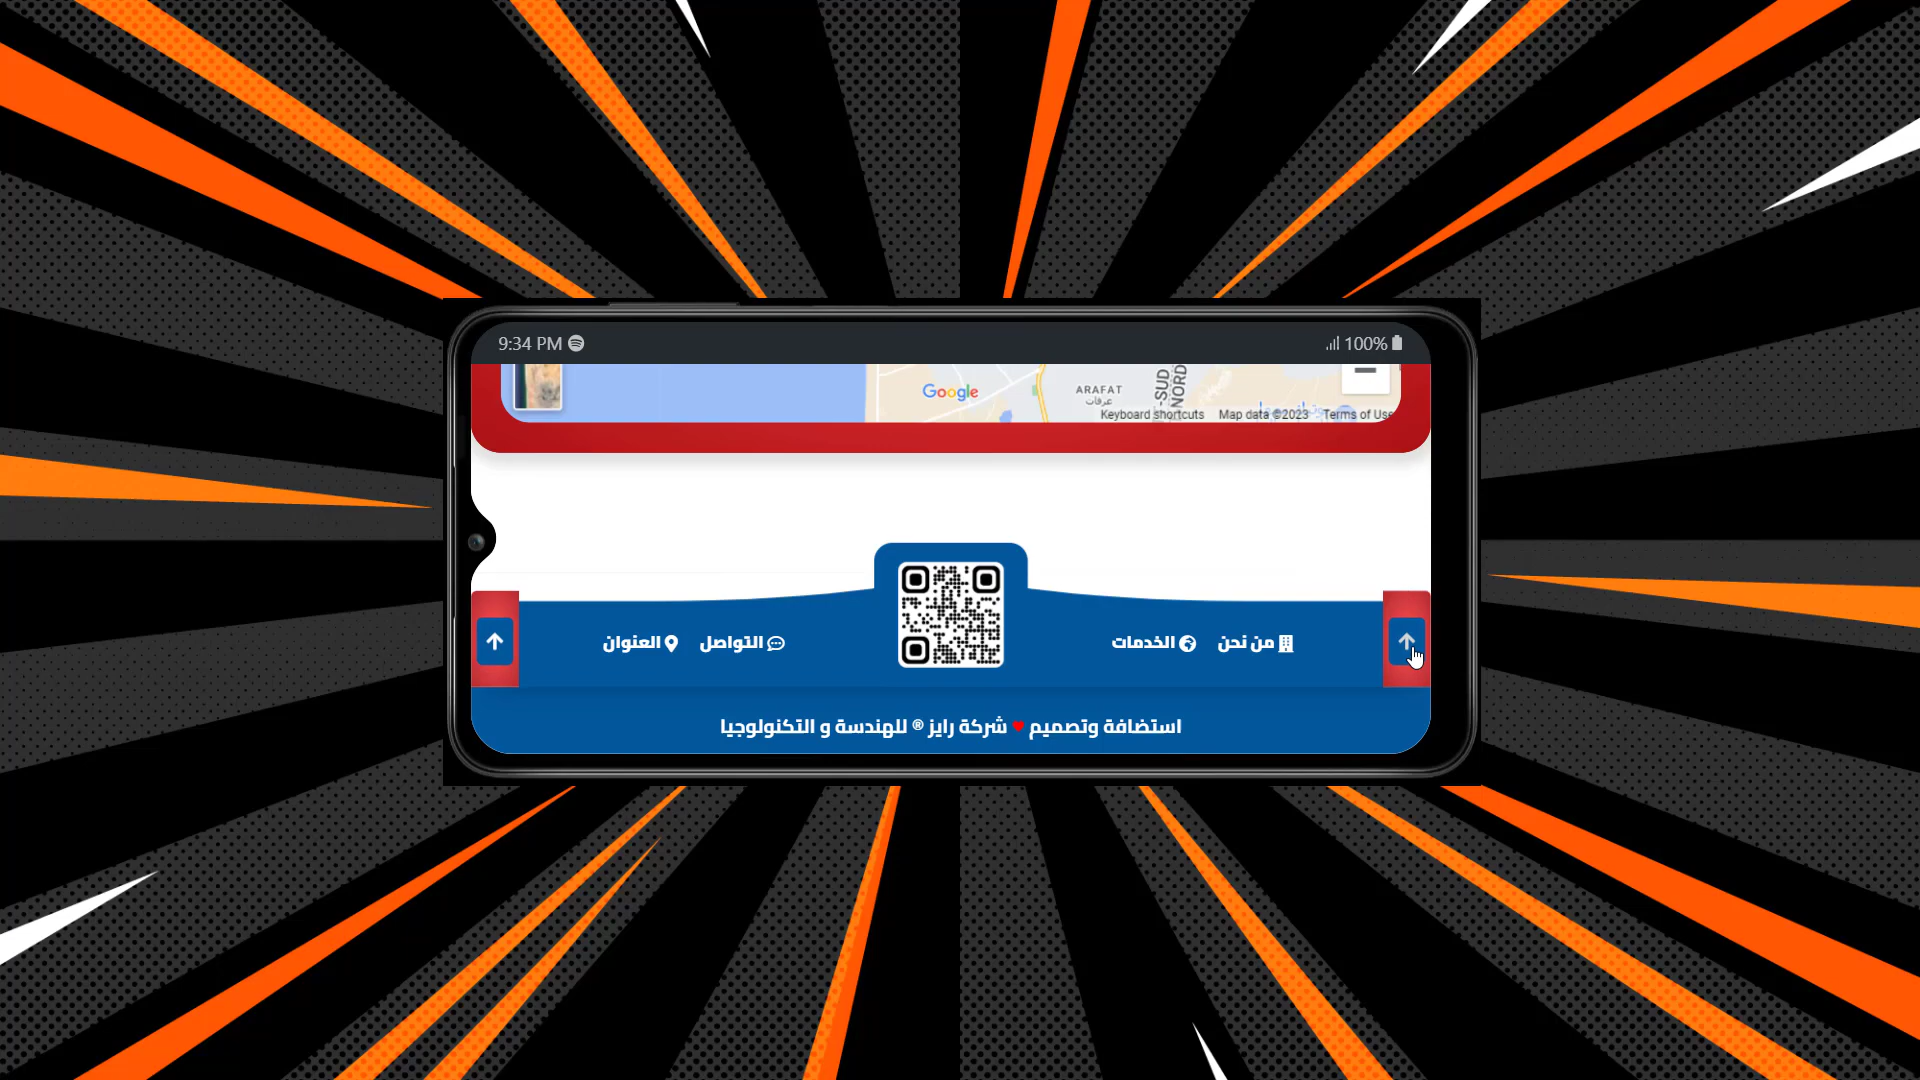 9:34 PM
100%
Google
ARAFAT
عرفات
-SUD
NORD
Keyboard shortcuts Map data ©2023 Terms of Use
من نحن الخدمات التواصل العنوان
استضافة وتصميم ♥ شركة رايز ® للهندسة و التكنولوجيا